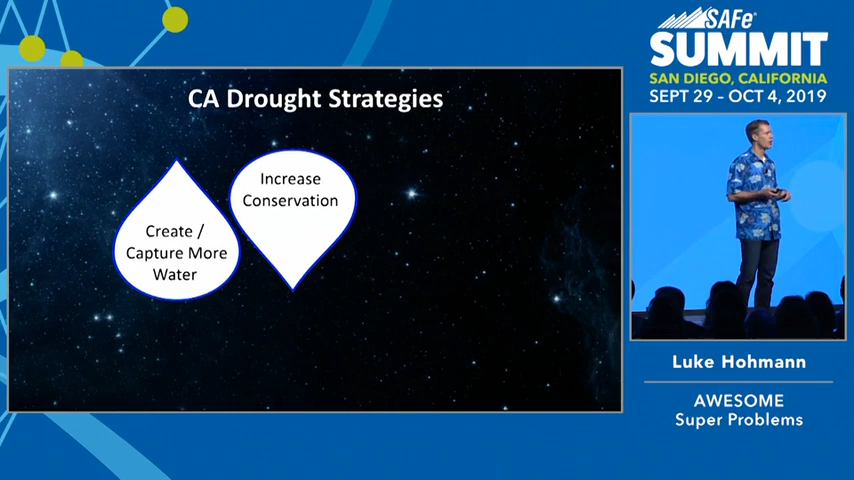 CA Drought Strategies
Create /
Capture More
Water
Increase
Conservation
SAFe®
SUMMIT
SAN DIEGO, CALIFORNIA
SEPT 29 – OCT 4, 2019
Luke Hohmann
AWESOME
Super Problems